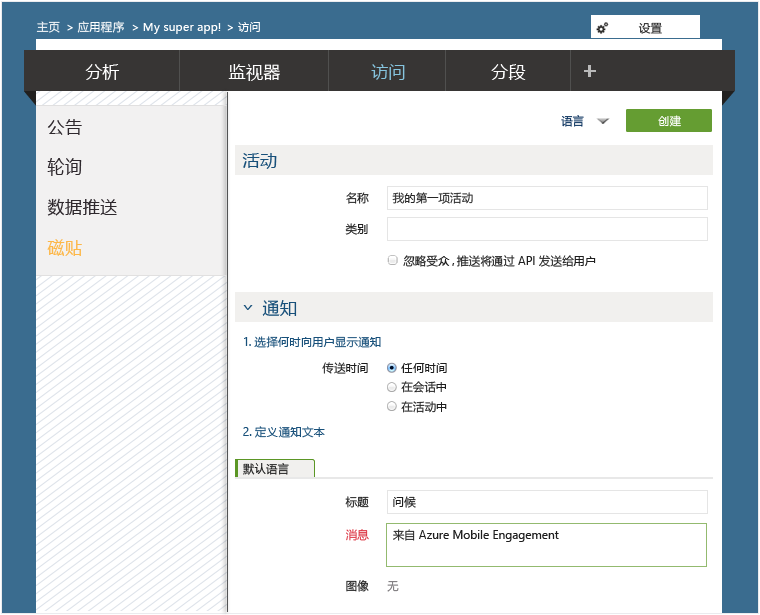 主页 > 应用程序 > My super app! > 访问
设置
分析 监视器 访问 分段 +
公告
轮询
数据推送
磁贴
语言 创建
活动
名称 我的第一项活动
类别
忽略受众 , 推送将通过 API 发送给用户
通知
1. 选择何时向用户显示通知
传送时间 任何时间
在会话中
在活动中
2. 定义通知文本
默认语言
标题 问候
消息 来自 Azure Mobile Engagement
图像 无